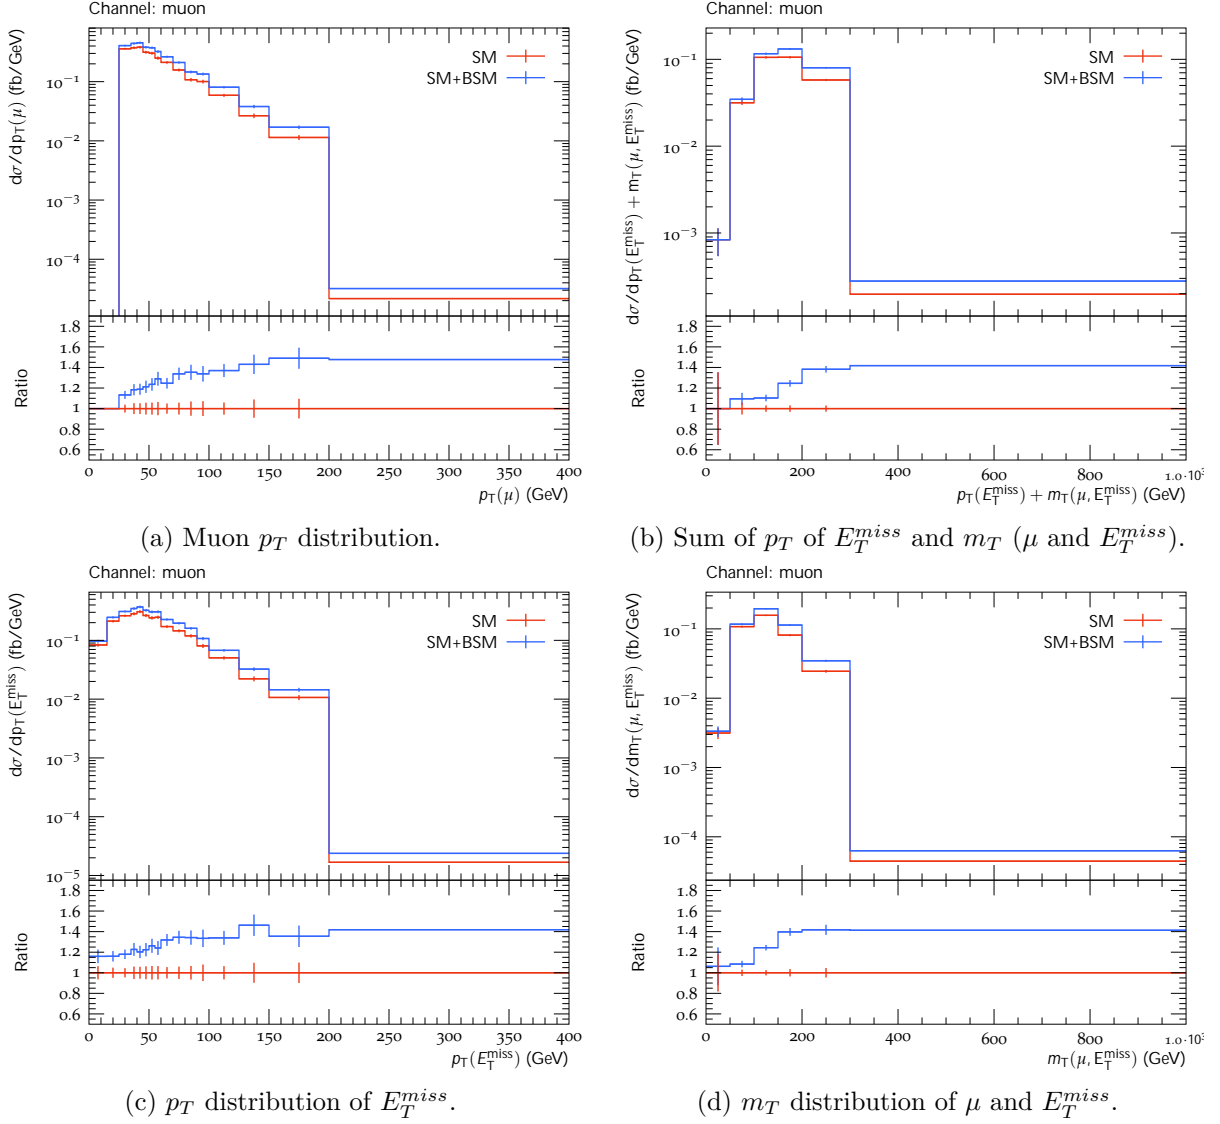 Channel: muon
dσ/dp_T(μ) (fb/GeV)
SM
SM+BSM
10⁻¹
10⁻²
10⁻³
10⁻⁴
Ratio
1.8
1.6
1.4
1.2
1
0.8
0.6
0 50 100 150 200 250 300 350 400
p_T(μ) (GeV)
(a) Muon p_T distribution.
Channel: muon
dσ/dp_T(E_T^miss) + m_T(μ, E_T^miss) (fb/GeV)
SM
SM+BSM
10⁻¹
10⁻²
10⁻³
Ratio
1.8
1.6
1.4
1.2
1
0.8
0.6
0 200 400 600 800 1.0·10³
p_T(E_T^miss) + m_T(μ, E_T^miss) (GeV)
(b) Sum of p_T of E_T^miss and m_T (μ and E_T^miss).
Channel: muon
dσ/dp_T(E_T^miss) (fb/GeV)
SM
SM+BSM
10⁻¹
10⁻²
10⁻³
10⁻⁴
10⁻⁵
Ratio
1.8
1.6
1.4
1.2
1
0.8
0.6
0 50 100 150 200 250 300 350 400
p_T(E_T^miss) (GeV)
(c) p_T distribution of E_T^miss.
Channel: muon
dσ/dm_T(μ, E_T^miss) (fb/GeV)
SM
SM+BSM
10⁻¹
10⁻²
10⁻³
10⁻⁴
Ratio
1.8
1.6
1.4
1.2
1
0.8
0.6
0 200 400 600 800
m_T(μ, E_T^miss) (GeV)
(d) m_T distribution of μ and E_T^miss.